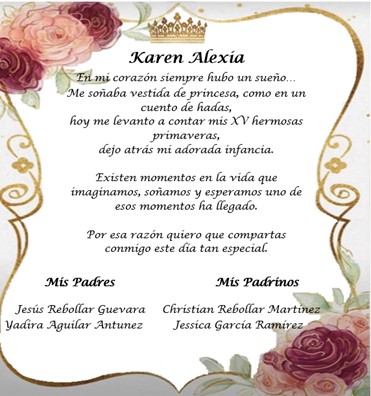 Karen Alexia
En mi corazón siempre hubo un sueño...
Me soñaba vestida de princesa, como en un
cuento de hadas,
hoy me levanto a contar mis XV hermosas
primaveras,
dejo atrás mi adorada infancia.
Existen momentos en la vida que
imaginamos, soñamos y esperamos uno de
esos momentos ha llegado.
Por esa razón quiero que compartas
conmigo este día tan especial.
Mis Padres
Jesús Rebollar Guevara
Yadira Aguilar Antunez
Mis Padrinos
Christian Rebollar Martínez
Jessica García Ramírez